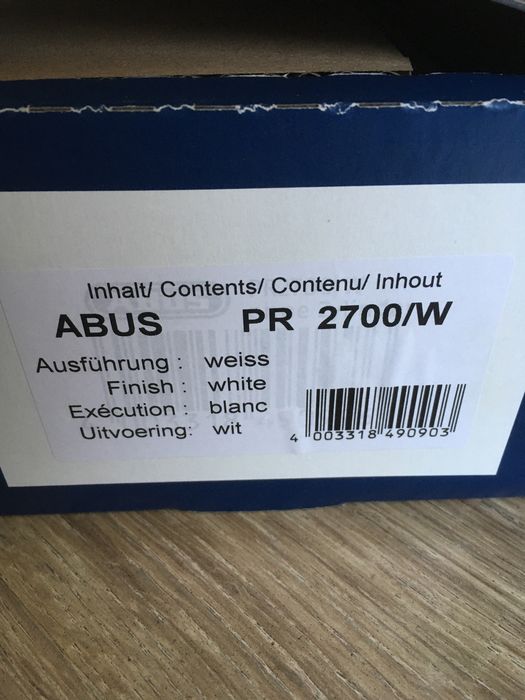 Inhalt/ Contents/ Contenu/ Inhout
ABUS PR 2700/W
Ausführung : weiss
Finish : white
Exécution : blanc
Uitvoering: wit
4 003318 490903